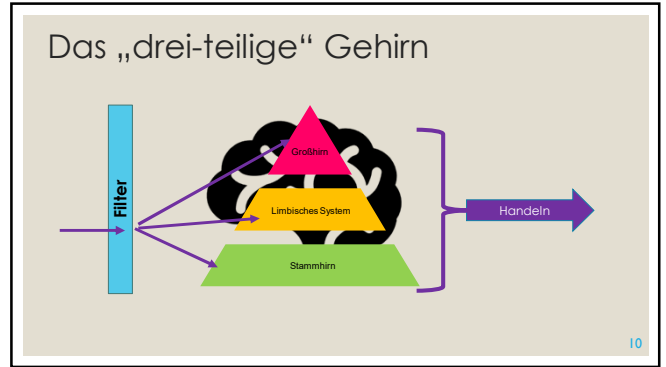 Das „drei-teilige“ Gehirn
Filter
Großhirn
Limbisches System
Stammhirn
Handeln
10